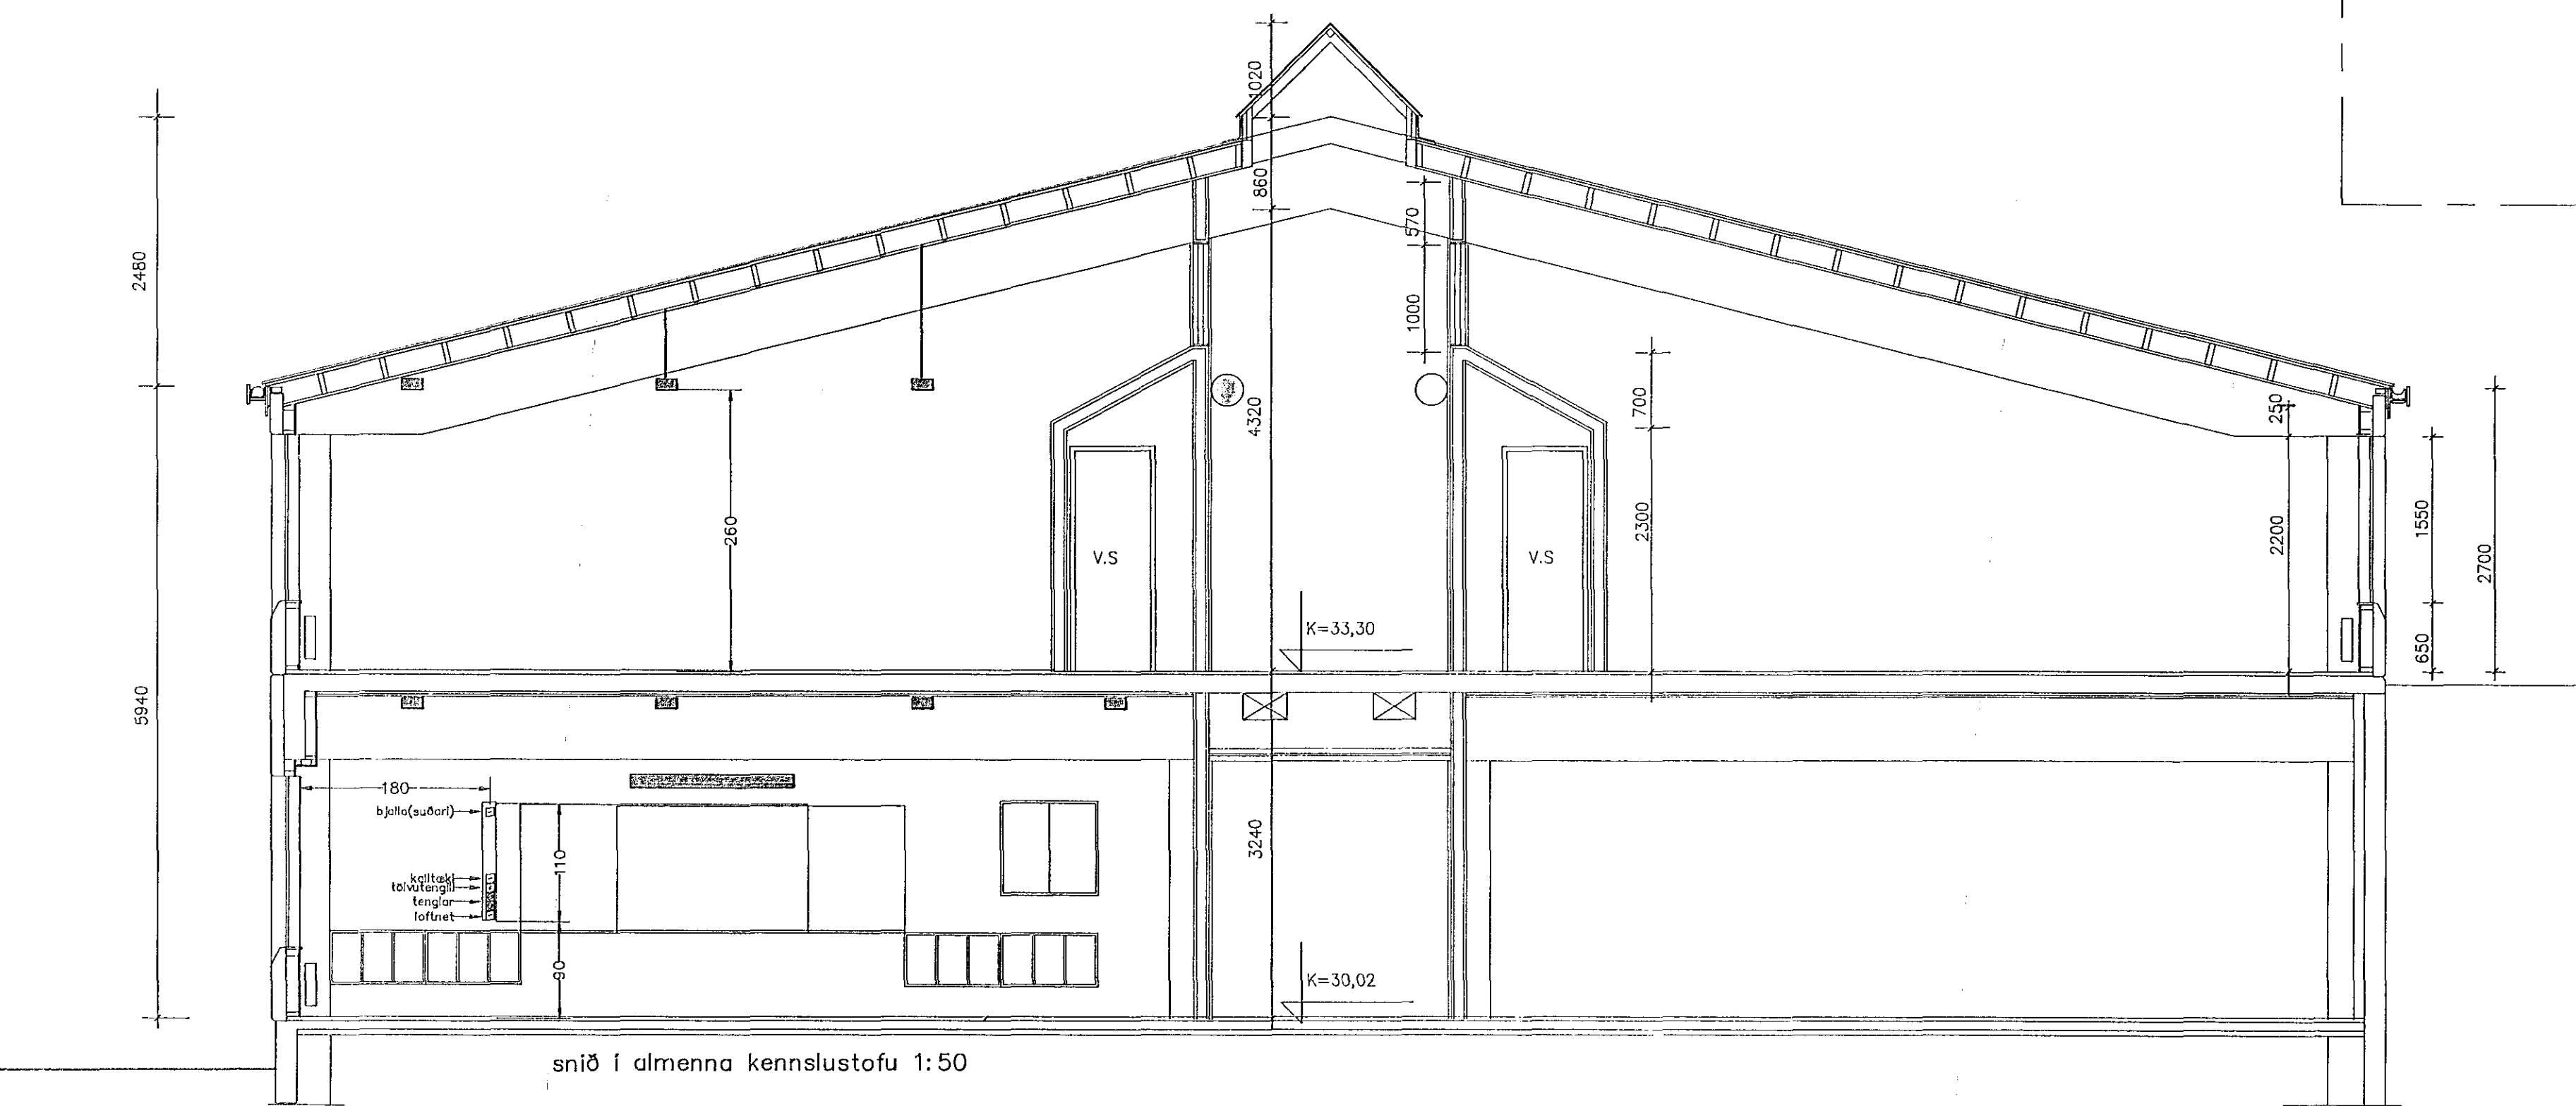 1020
860
570
2480
1000
700
250
4320
260
2300
2200
1550
2700
V.S
V.S
K=33,30
650
5940
180
bjalla(suðari)
110
3240
kalltæki
tölvutengill
tenglar
loftnet
90
K=30,02
snið í almenna kennslustofu 1:50